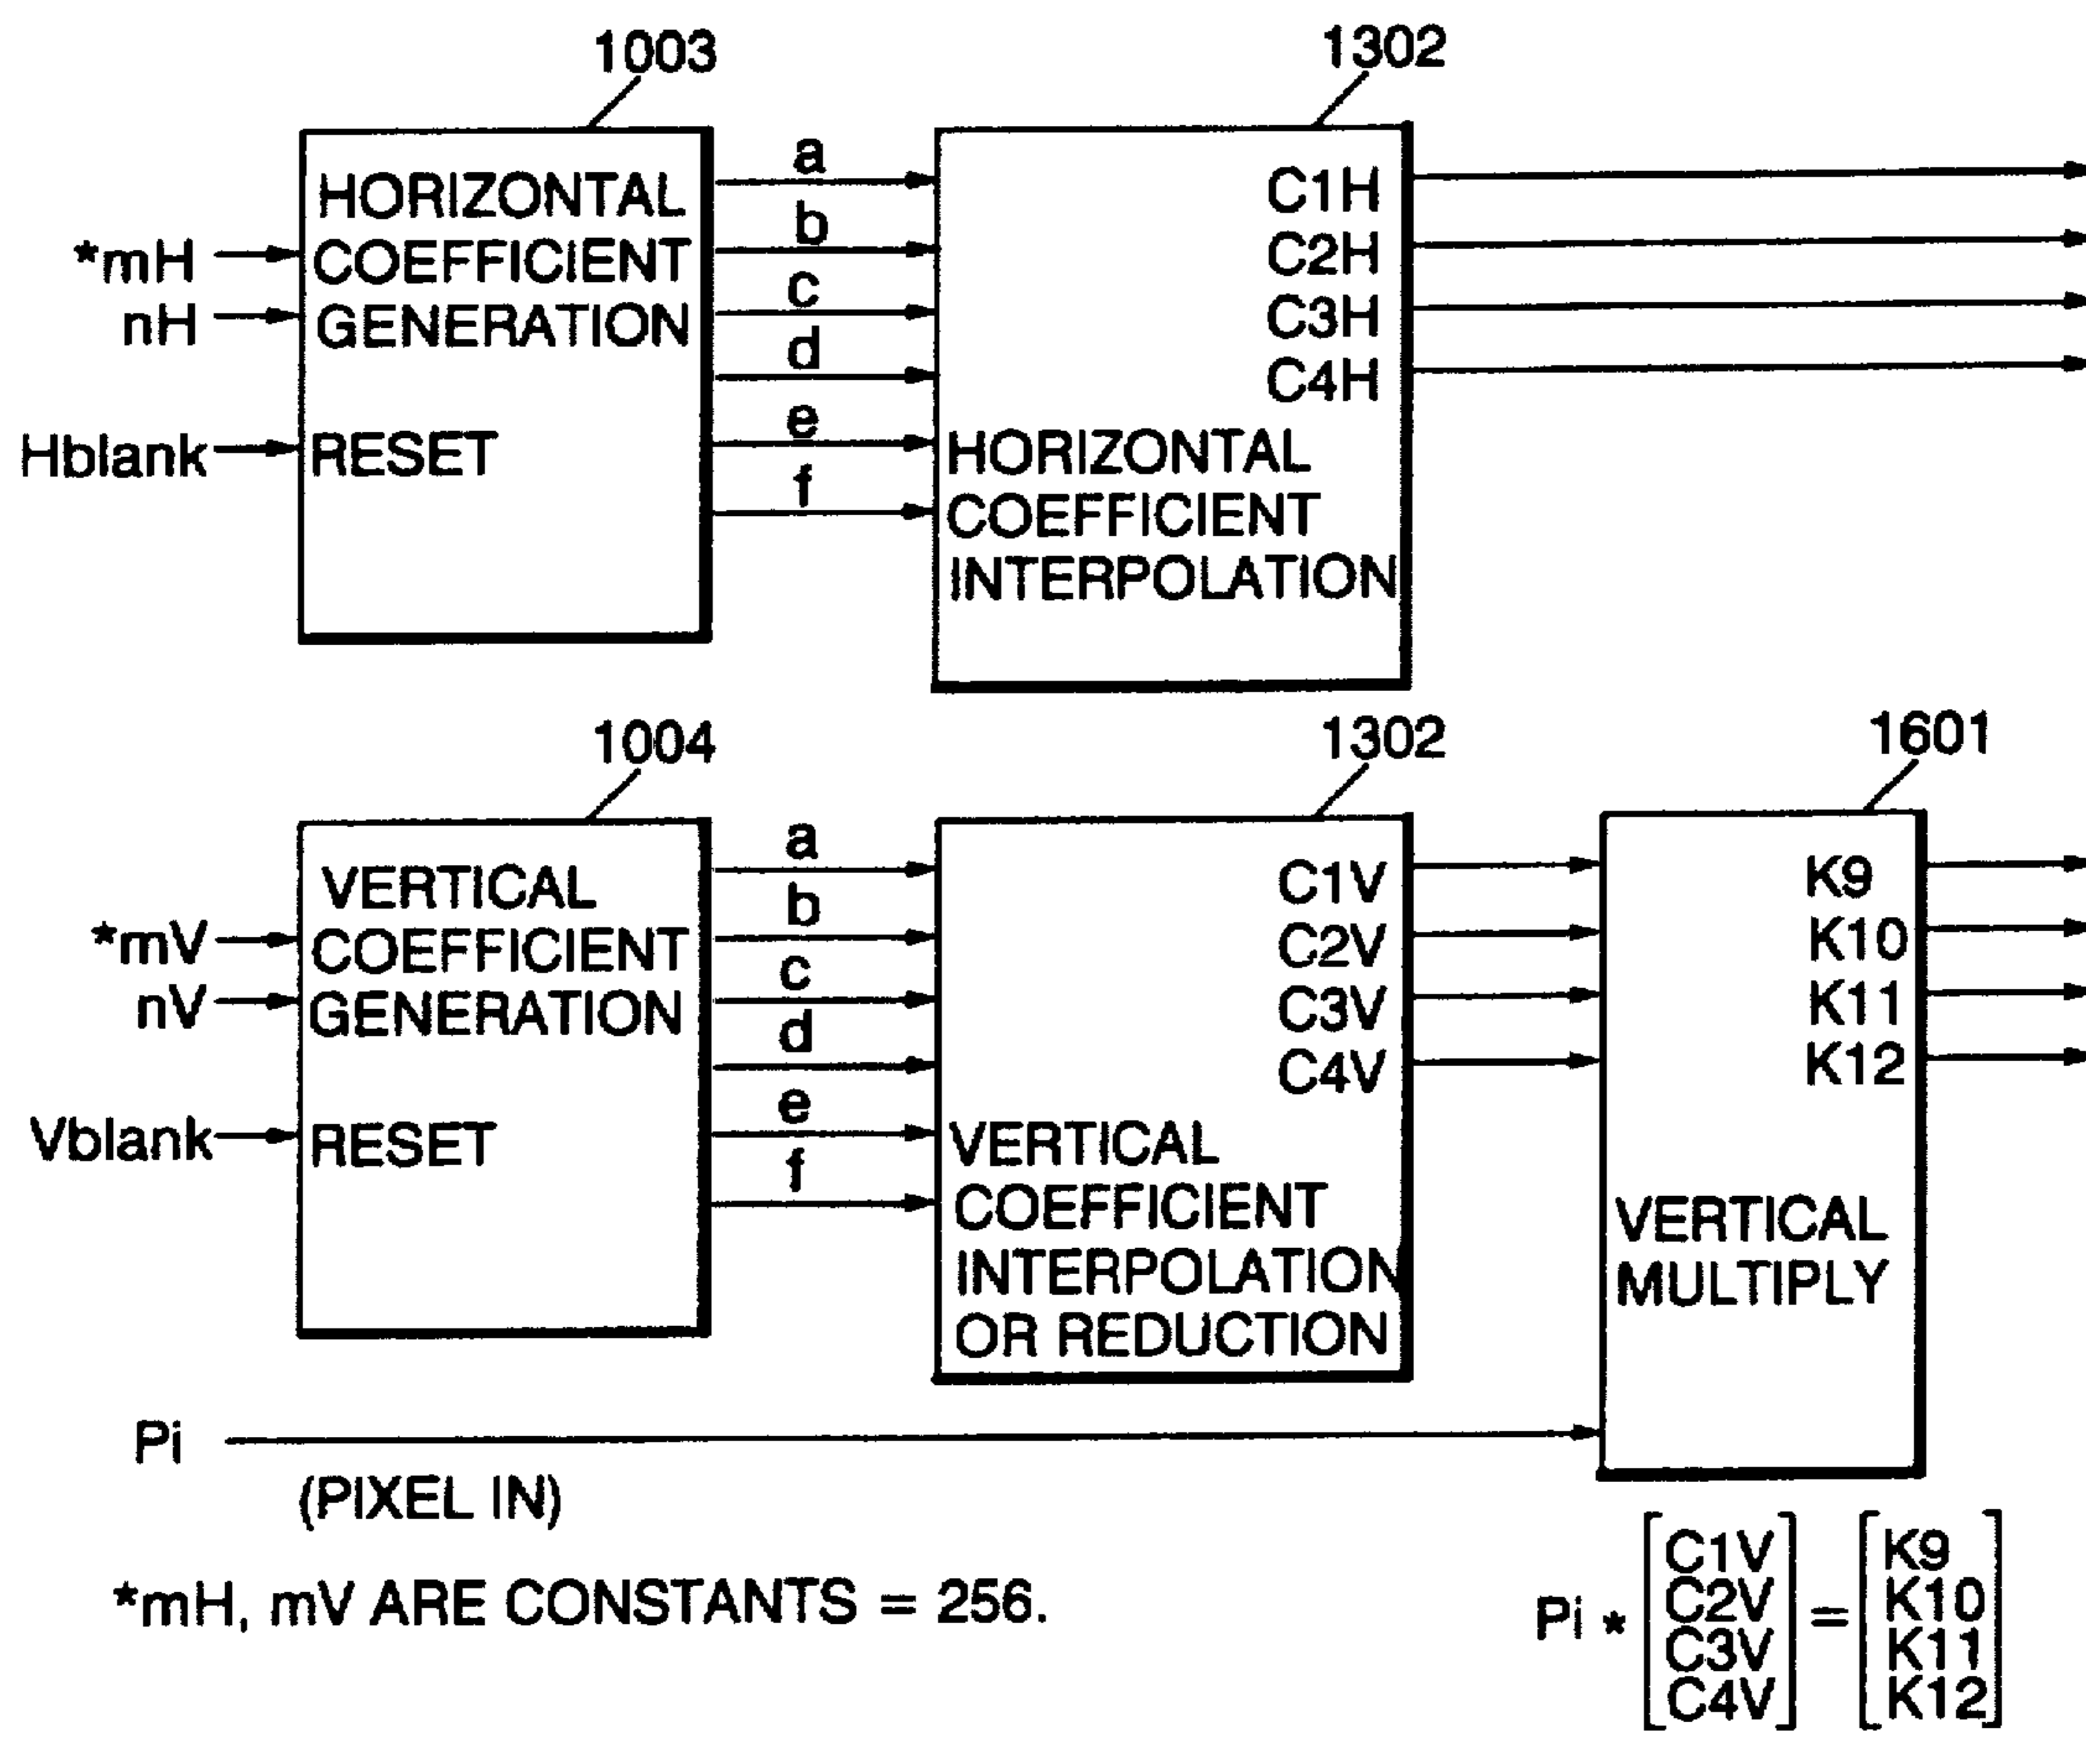 1003
HORIZONTAL
COEFFICIENT
GENERATION
RESET
*mH
nH
Hblank
a
b
c
d
e
f
1302
C1H
C2H
C3H
C4H
HORIZONTAL
COEFFICIENT
INTERPOLATION
1004
VERTICAL
COEFFICIENT
GENERATION
RESET
*mV
nV
Vblank
a
b
c
d
e
f
1302
C1V
C2V
C3V
C4V
VERTICAL
COEFFICIENT
INTERPOLATION
OR REDUCTION
1601
K9
K10
K11
K12
VERTICAL
MULTIPLY
Pi
(PIXEL IN)
*mH, mV ARE CONSTANTS = 256.
Pi * [C1V] = [K9]
C2V K10
C3V K11
C4V K12